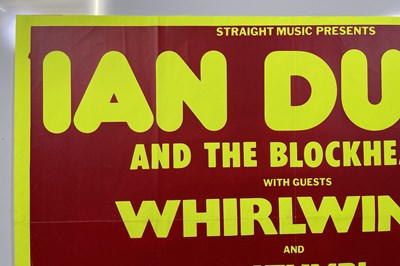 STRAIGHT MUSIC PRESENTS
IAN DU
AND THE BLOCKHEA
WITH GUESTS
WHIRLWIN
AND